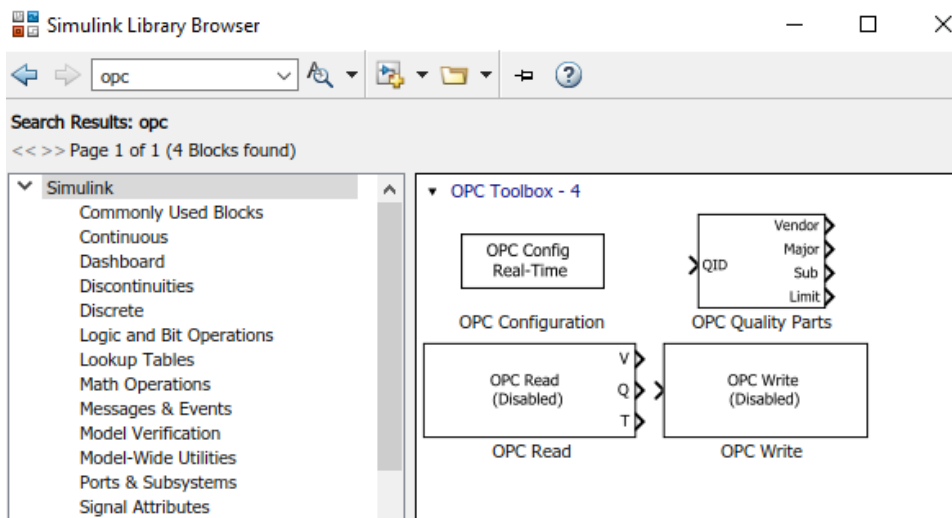 Simulink Library Browser
opc
Search Results: opc
<< >> Page 1 of 1 (4 Blocks found)
Simulink
Commonly Used Blocks
Continuous
Dashboard
Discontinuities
Discrete
Logic and Bit Operations
Lookup Tables
Math Operations
Messages & Events
Model Verification
Model-Wide Utilities
Ports & Subsystems
Signal Attributes
OPC Toolbox - 4
OPC Config
Real-Time
OPC Configuration
QID
Vendor
Major
Sub
Limit
OPC Quality Parts
OPC Read
(Disabled)
V
Q
T
OPC Read
OPC Write
(Disabled)
OPC Write